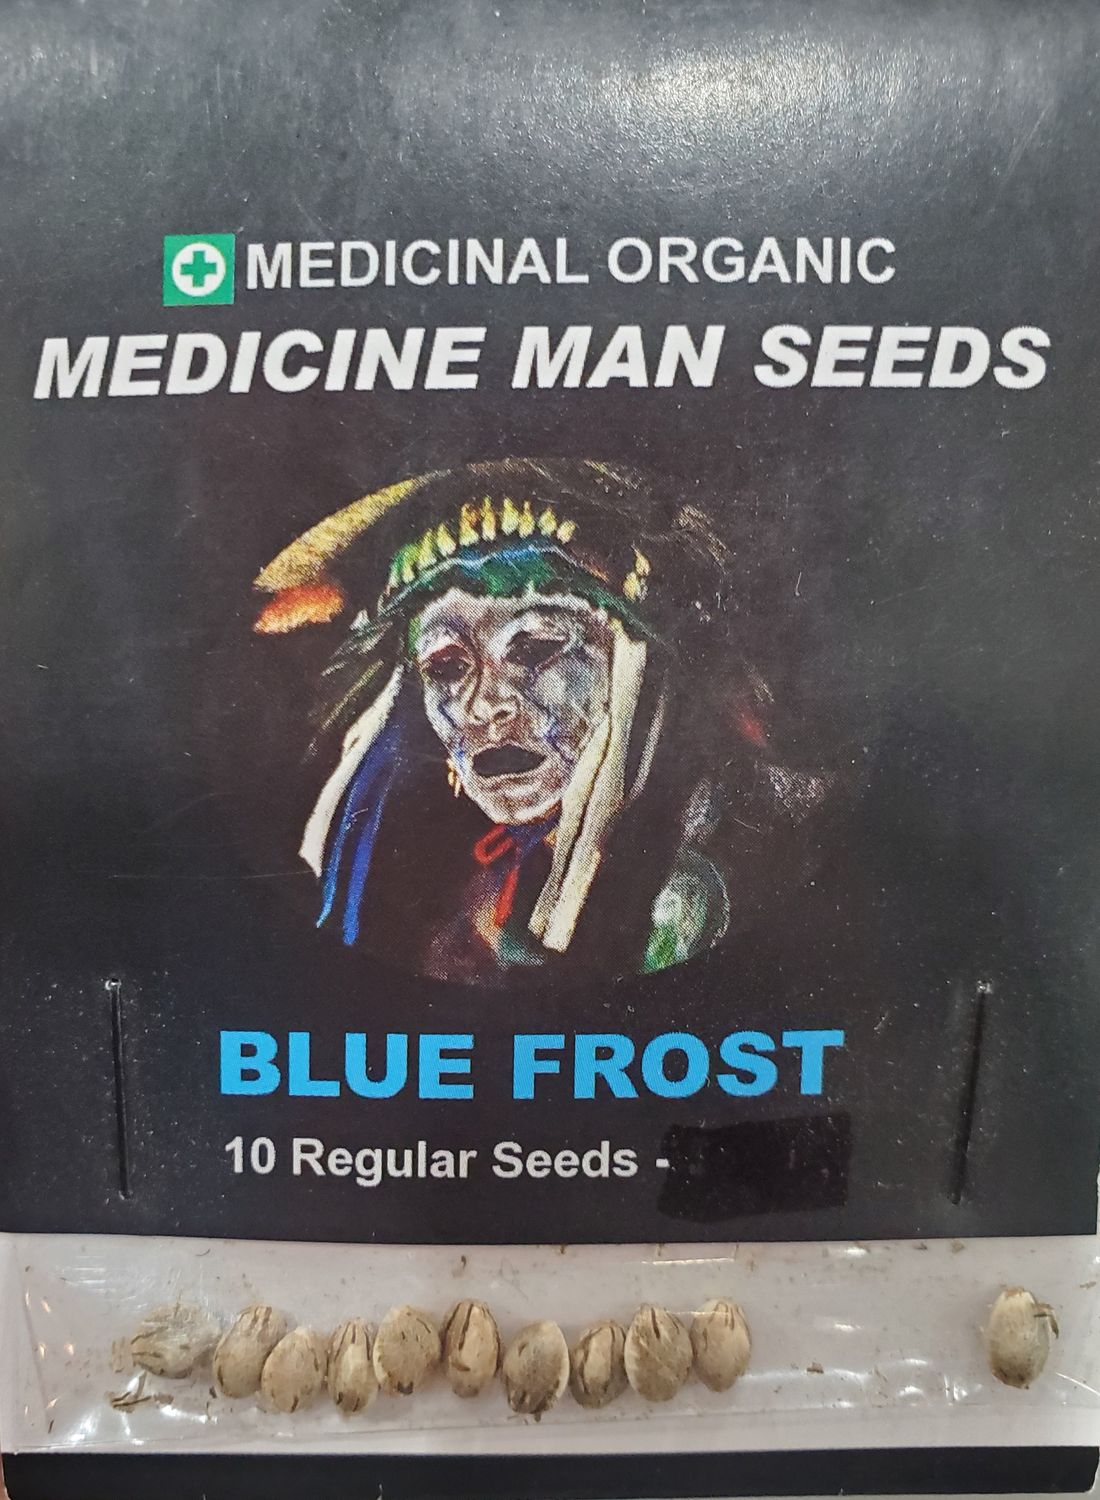 MEDICINAL ORGANIC
MEDICINE MAN SEEDS
BLUE FROST
10 Regular Seeds -